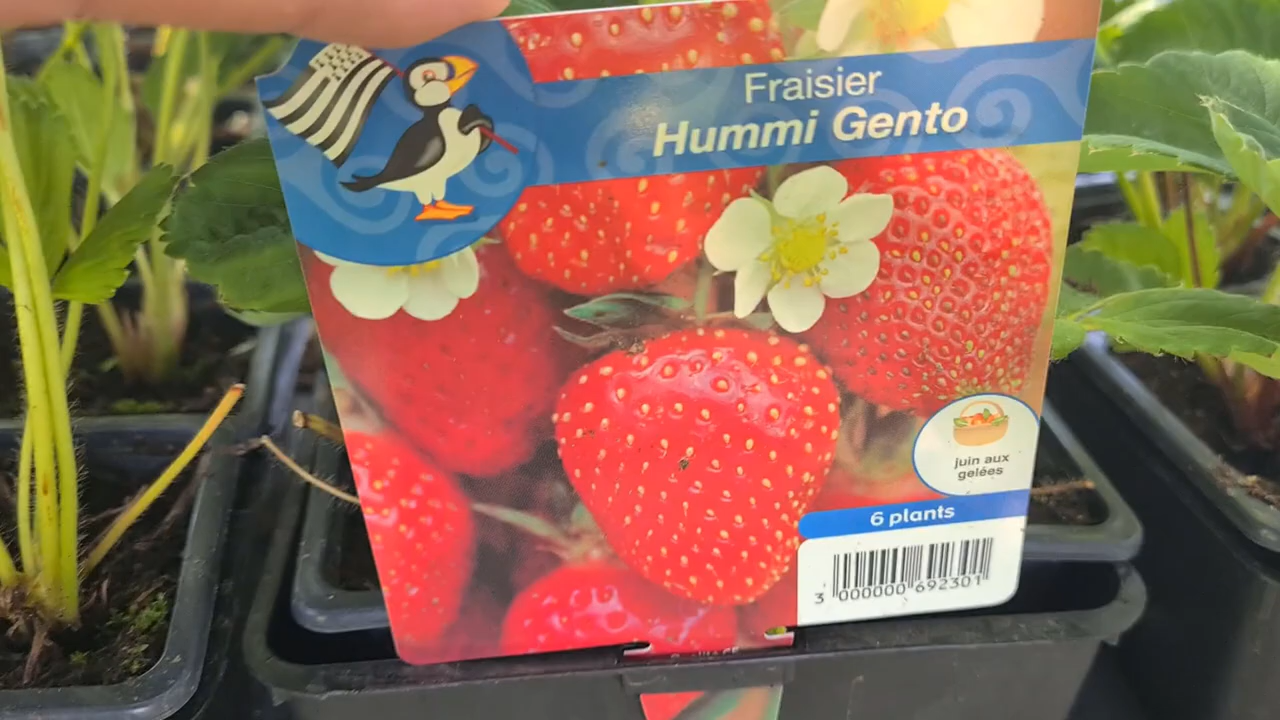 Fraisier
Hummi Gento
juin aux
gelées
6 plants
3 000000 692301